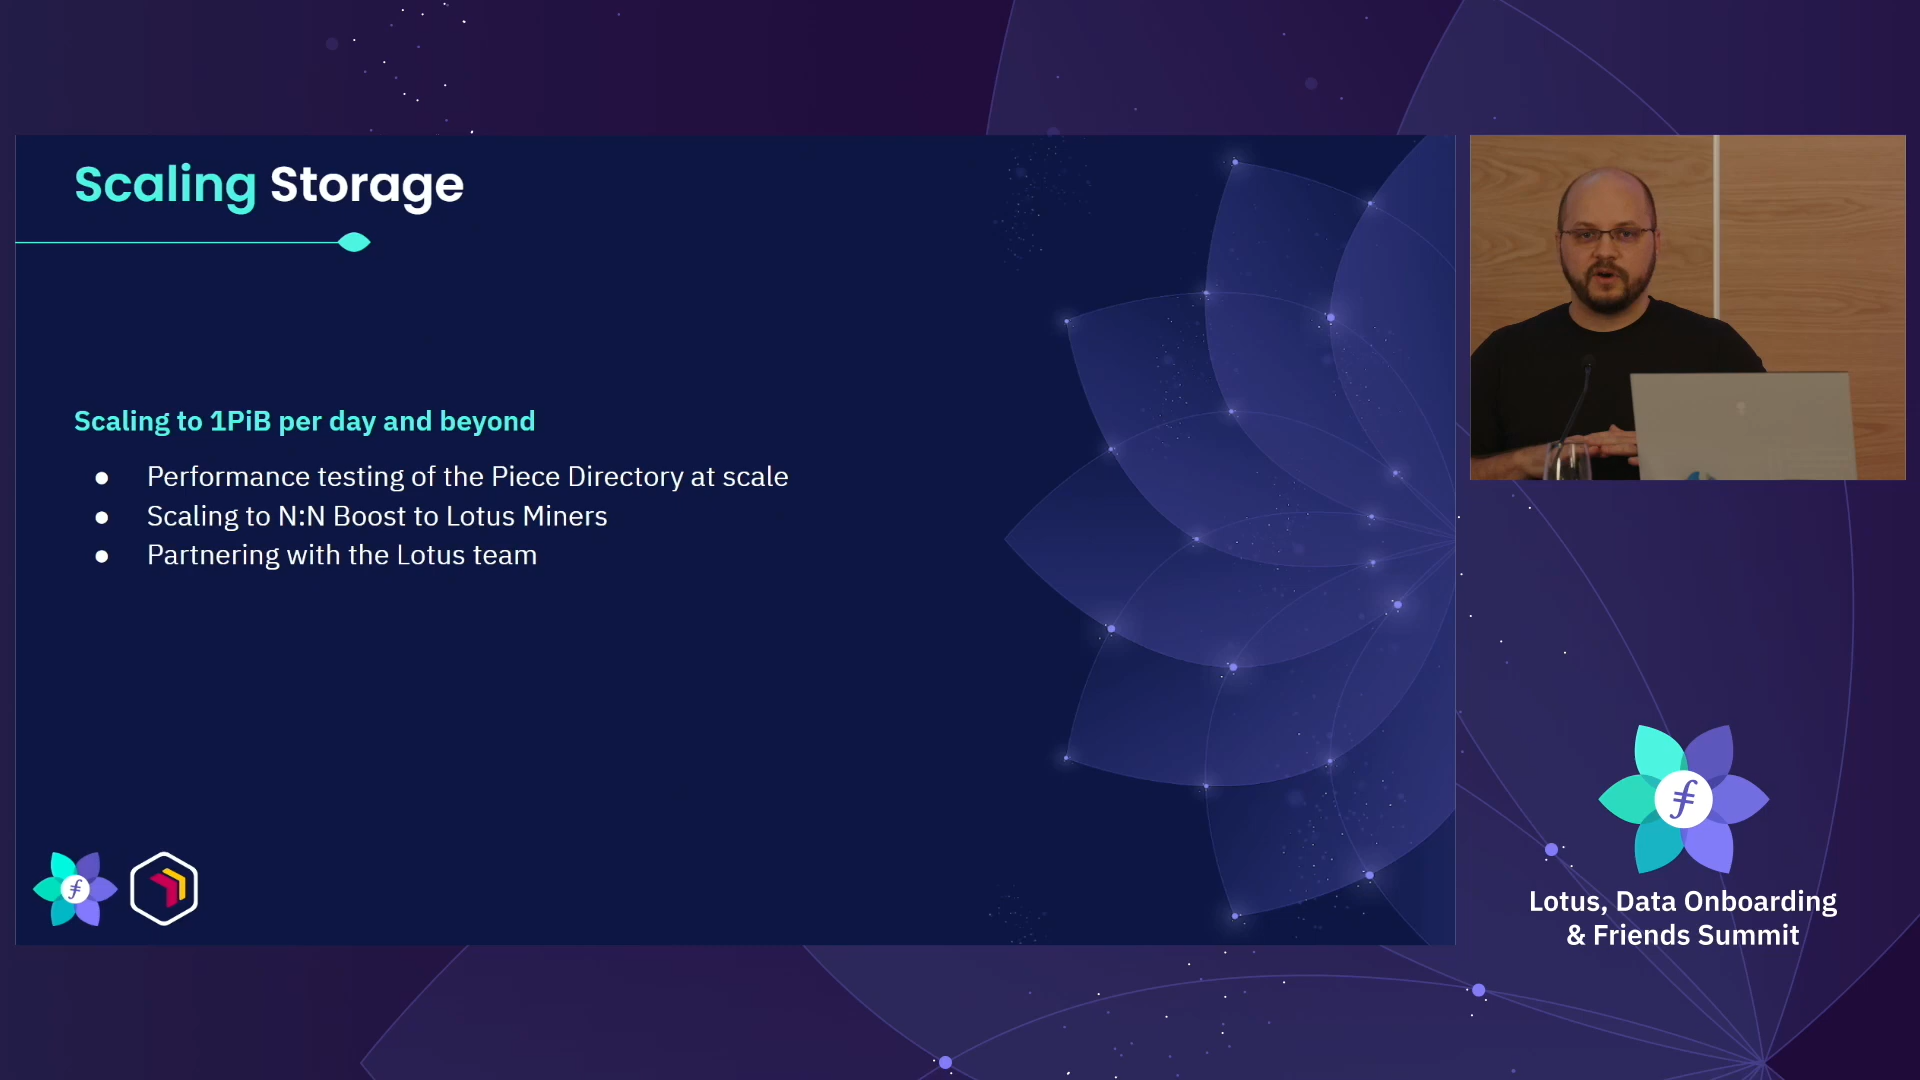 Scaling Storage
Scaling to 1PiB per day and beyond
● Performance testing of the Piece Directory at scale
● Scaling to N:N Boost to Lotus Miners
● Partnering with the Lotus team
Lotus, Data Onboarding
& Friends Summit